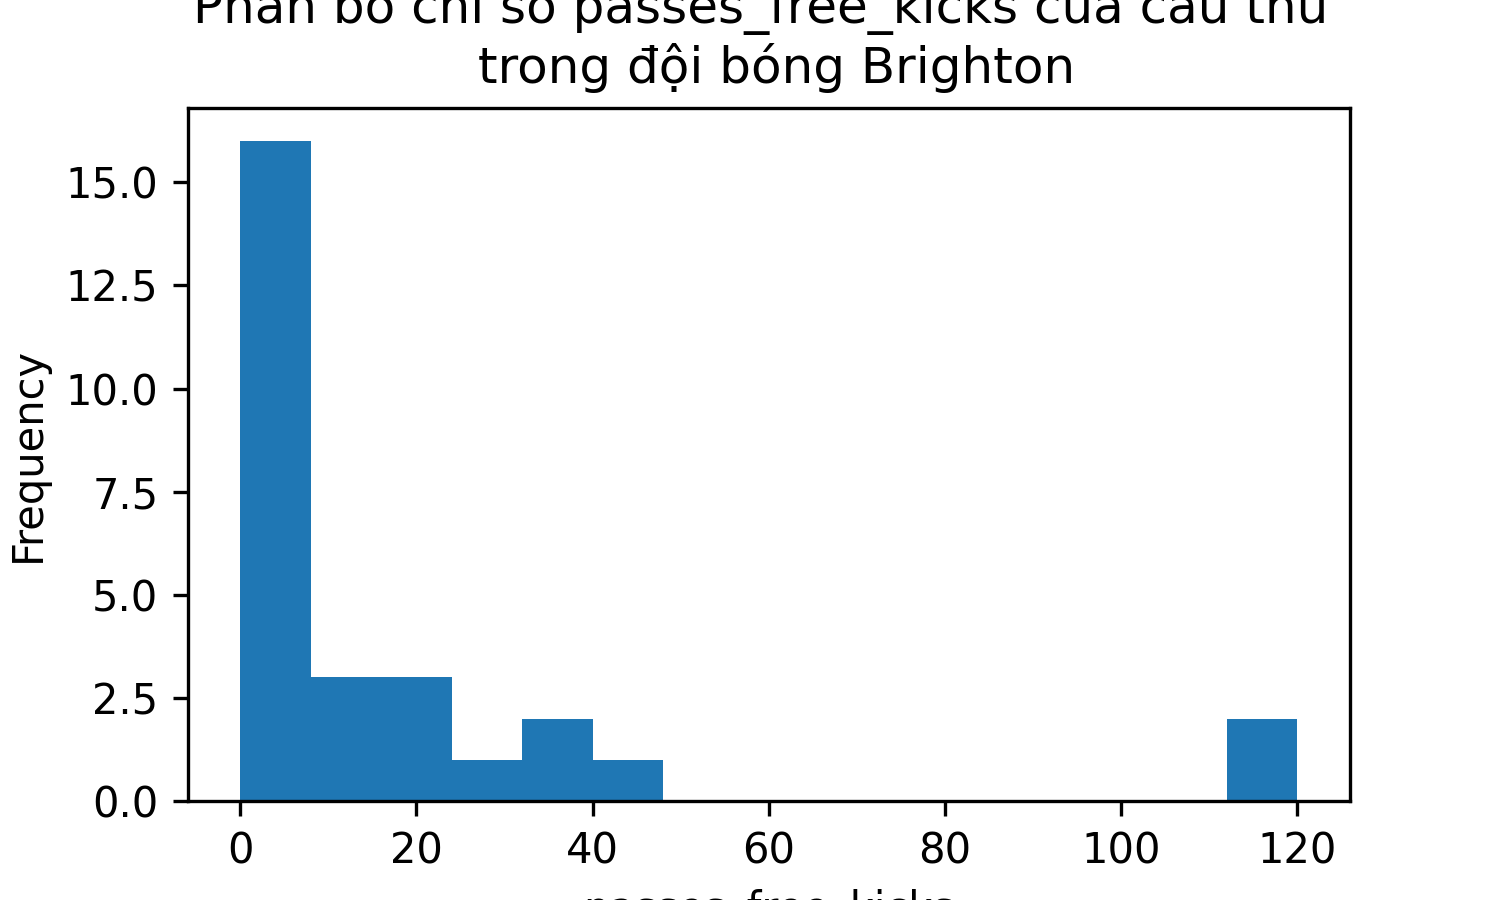 Phân bố chỉ số passes_free_kicks của cầu thủ
trong đội bóng Brighton
Frequency
15.0
12.5
10.0
7.5
5.0
2.5
0.0
0 20 40 60 80 100 120
passes_free_kicks